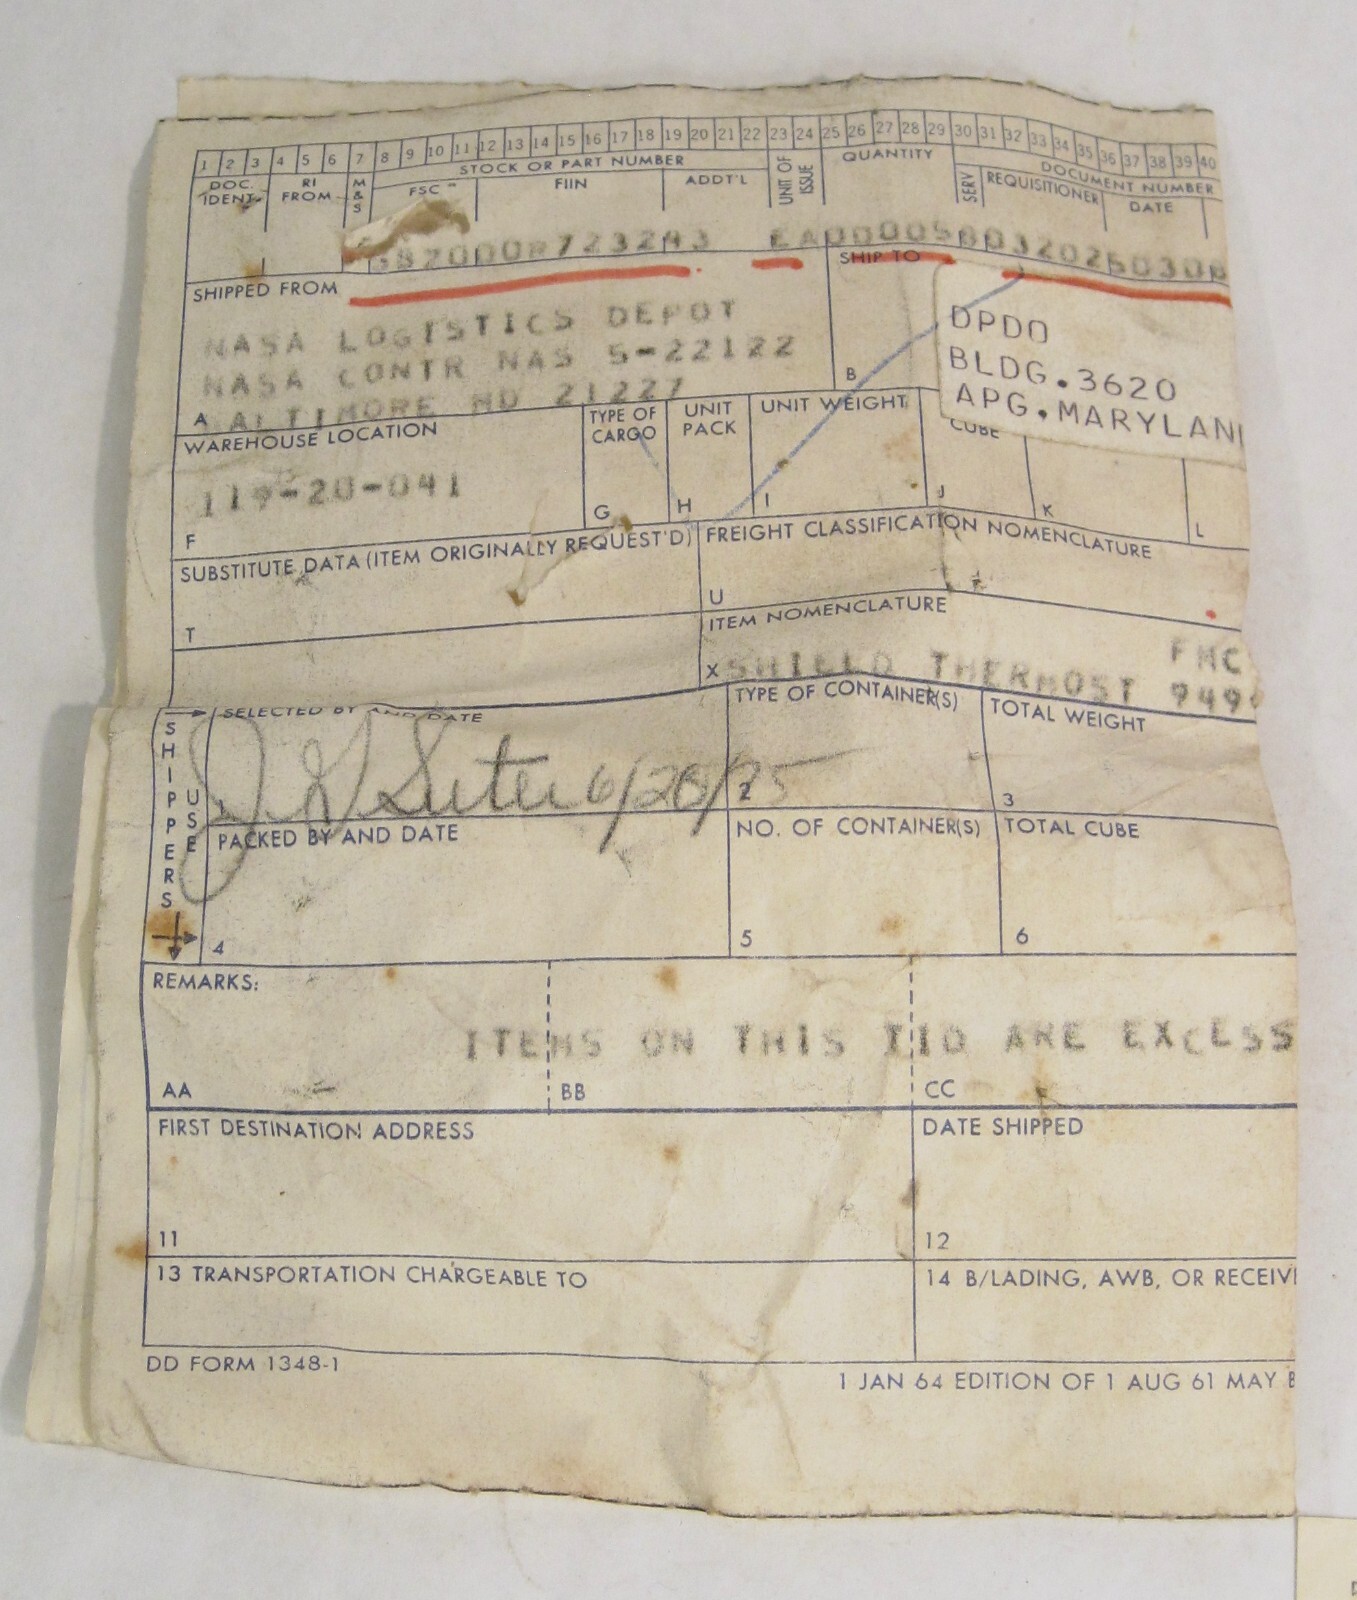 1 2 3 4 5 6 7 8 9 10 11 12 13 14 15 16 17 18 19 20 21 22 23 24 25 26 27 28 29 30 31 32 33 34 35 36 37 38 39 40
DOC. IDENT.
RI FROM
M & S
STOCK OR PART NUMBER
FSC
FIIN
ADDT'L
UNIT OF ISSUE
QUANTITY
DOCUMENT NUMBER
SERV
REQUISITIONER
DATE
SHIPPED FROM
NASA LOGISTICS DEPOT
NASA CONTR NAS 5-22122
BALTIMORE MD 21227
A
SHIP TO
B
DPDO
BLDG.3620
APG.MARYLAN
WAREHOUSE LOCATION
119-20-041
F
TYPE OF CARGO
G
UNIT PACK
H
UNIT WEIGHT
I
CUBE
J
K
L
SUBSTITUTE DATA (ITEM ORIGINALLY REQUEST'D)
T
FREIGHT CLASSIFICATION NOMENCLATURE
U
ITEM NOMENCLATURE
X SHIELD THERMOST
FMC
949
SHIPPERS USE
SELECTED BY AND DATE
1
6/20/75
TYPE OF CONTAINER(S)
2
TOTAL WEIGHT
3
PACKED BY AND DATE
4
NO. OF CONTAINER(S)
5
TOTAL CUBE
6
REMARKS:
ITEMS ON THIS TID ARE EXCESS
AA
BB
CC
FIRST DESTINATION ADDRESS
11
DATE SHIPPED
12
13 TRANSPORTATION CHARGEABLE TO
14 B/LADING, AWB, OR RECEIV
DD FORM 1348-1
1 JAN 64 EDITION OF 1 AUG 61 MAY B